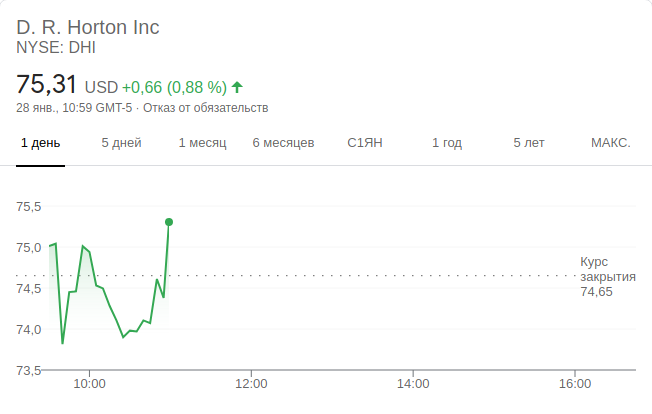 D. R. Horton Inc
NYSE: DHI
75,31 USD +0,66 (0,88 %)
28 янв., 10:59 GMT-5 · Отказ от обязательств
1 день 5 дней 1 месяц 6 месяцев С1ЯН 1 год 5 лет МАКС.
75,5
75,0
74,5
74,0
73,5
Курс
закрытия
74,65
10:00 12:00 14:00 16:00